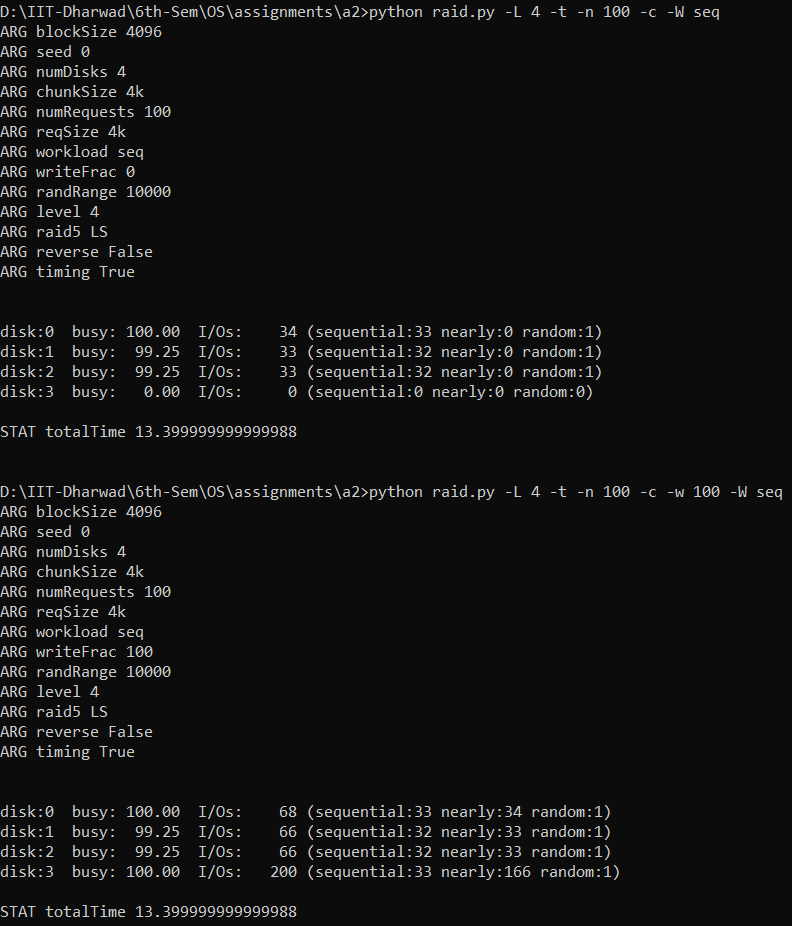 D:\IIT-Dharwad\6th-Sem\OS\assignments\a2>python raid.py -L 4 -t -n 100 -c -W seq
ARG blockSize 4096
ARG seed 0
ARG numDisks 4
ARG chunkSize 4k
ARG numRequests 100
ARG reqSize 4k
ARG workload seq
ARG writeFrac 0
ARG randRange 10000
ARG level 4
ARG raid5 LS
ARG reverse False
ARG timing True
disk:0  busy: 100.00  I/Os:    34 (sequential:33 nearly:0 random:1)
disk:1  busy:  99.25  I/Os:    33 (sequential:32 nearly:0 random:1)
disk:2  busy:  99.25  I/Os:    33 (sequential:32 nearly:0 random:1)
disk:3  busy:   0.00  I/Os:     0 (sequential:0 nearly:0 random:0)
STAT totalTime 13.399999999999988
D:\IIT-Dharwad\6th-Sem\OS\assignments\a2>python raid.py -L 4 -t -n 100 -c -w 100 -W seq
ARG blockSize 4096
ARG seed 0
ARG numDisks 4
ARG chunkSize 4k
ARG numRequests 100
ARG reqSize 4k
ARG workload seq
ARG writeFrac 100
ARG randRange 10000
ARG level 4
ARG raid5 LS
ARG reverse False
ARG timing True
disk:0  busy: 100.00  I/Os:    68 (sequential:33 nearly:34 random:1)
disk:1  busy:  99.25  I/Os:    66 (sequential:32 nearly:33 random:1)
disk:2  busy:  99.25  I/Os:    66 (sequential:32 nearly:33 random:1)
disk:3  busy: 100.00  I/Os:   200 (sequential:33 nearly:166 random:1)
STAT totalTime 13.399999999999988